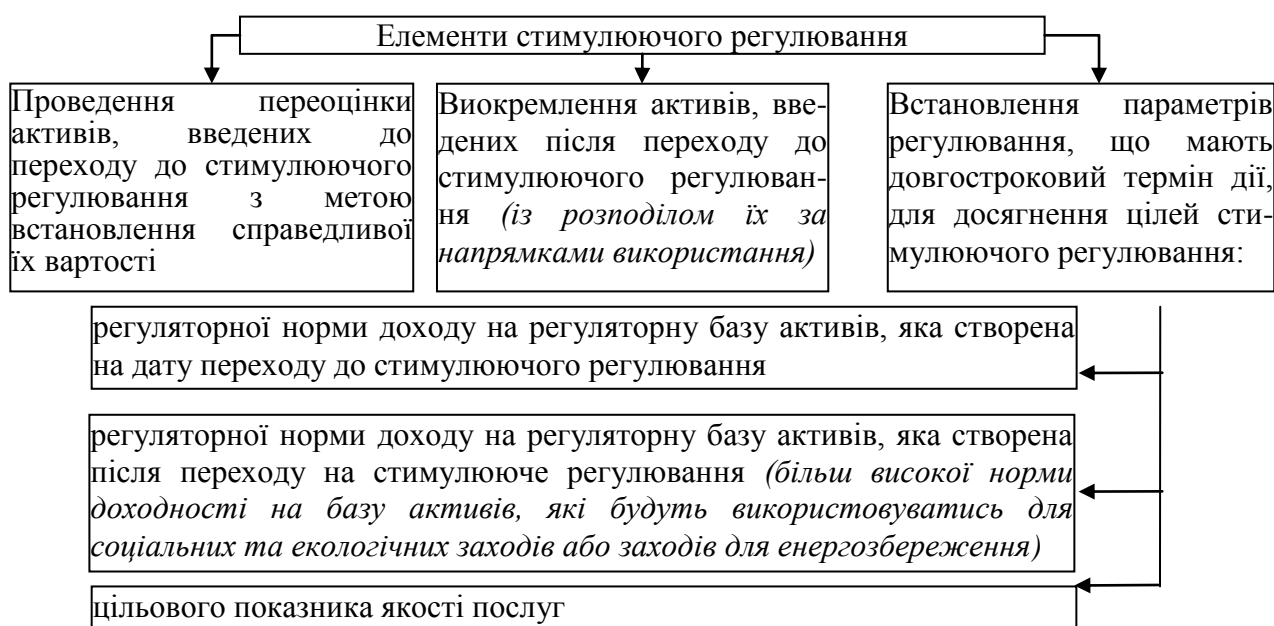 Елементи стимулюючого регулювання
Проведення переоцінки
активів, введених до
переходу до стимулюючого
регулювання з метою
встановлення справедливої
їх вартості
Виокремлення активів, вве-
дених після переходу до
стимулюючого регулюван-
ня (із розподілом їх за
напрямками використання)
Встановлення параметрів
регулювання, що мають
довгостроковий термін дії,
для досягнення цілей сти-
мулюючого регулювання:
регуляторної норми доходу на регуляторну базу активів, яка створена
на дату переходу до стимулюючого регулювання
регуляторної норми доходу на регуляторну базу активів, яка створена
після переходу на стимулююче регулювання (більш високої норми
доходності на базу активів, які будуть використовуватись для
соціальних та екологічних заходів або заходів для енергозбереження)
цільового показника якості послуг